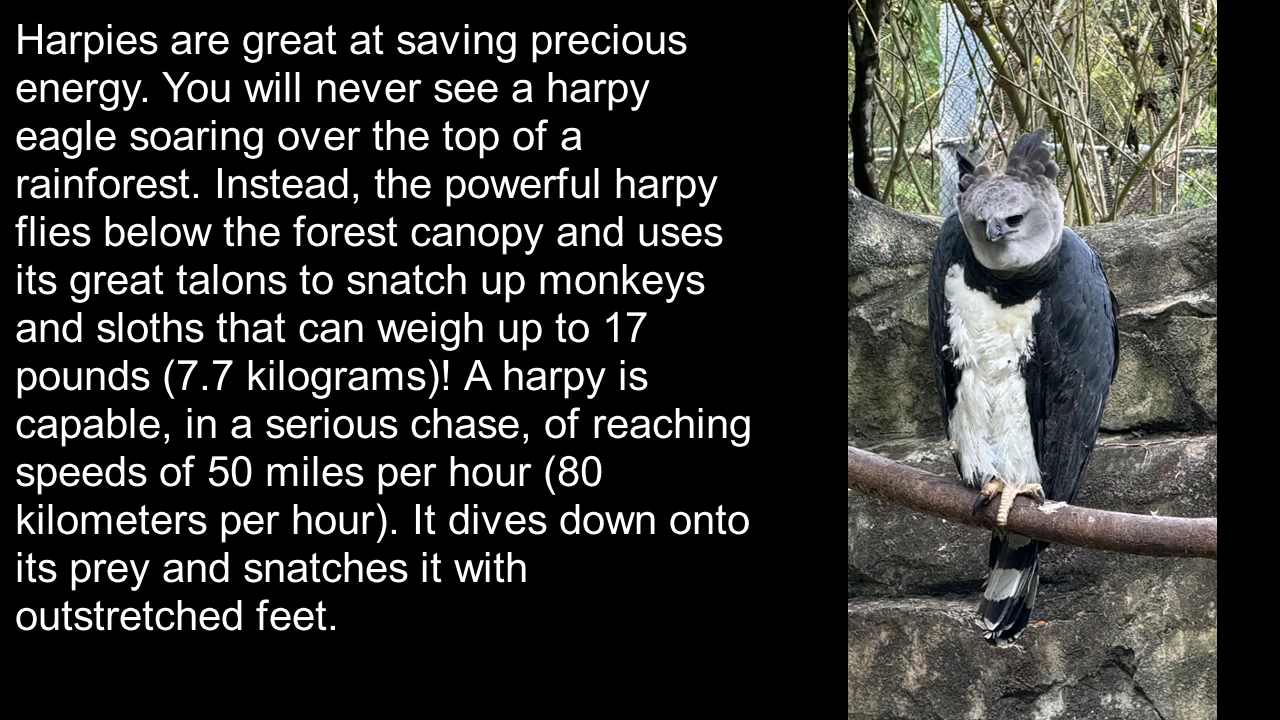 Harpies are great at saving precious
energy. You will never see a harpy
eagle soaring over the top of a
rainforest. Instead, the powerful harpy
flies below the forest canopy and uses
its great talons to snatch up monkeys
and sloths that can weigh up to 17
pounds (7.7 kilograms)! A harpy is
capable, in a serious chase, of reaching
speeds of 50 miles per hour (80
kilometers per hour). It dives down onto
its prey and snatches it with
outstretched feet.